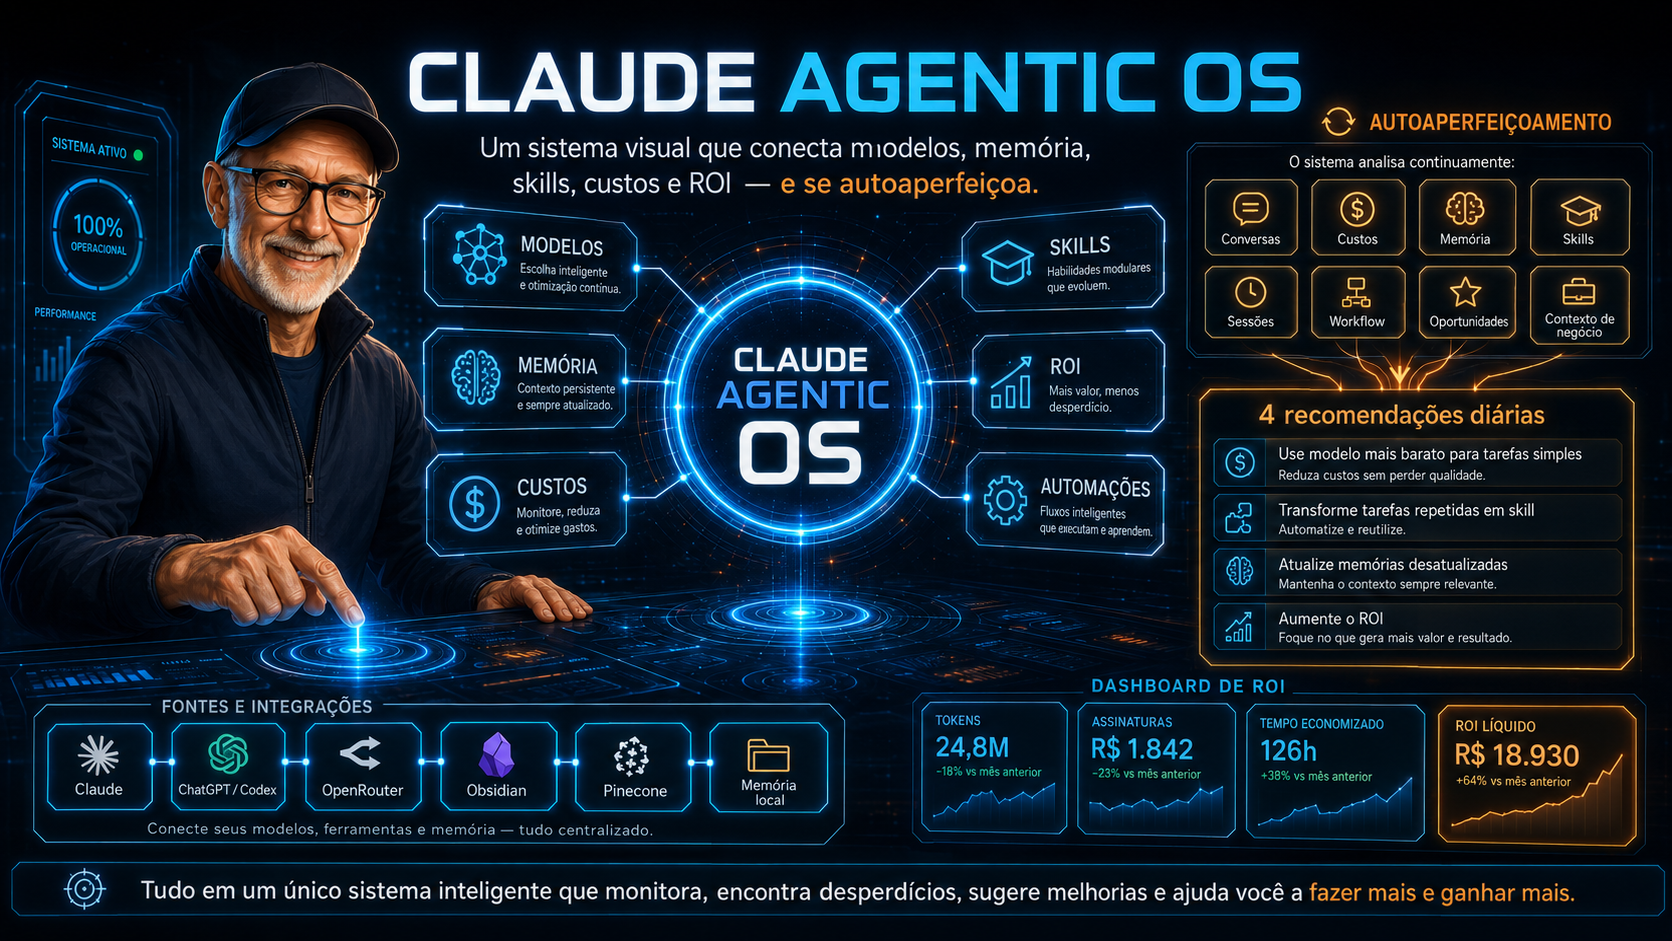 CLAUDE AGENTIC OS
Um sistema visual que conecta mıodelos, memória,
skills, custos e ROI — e se autoaperfeiçoa.
SISTEMA ATIVO
100%
OPERACIONAL
PERFORMANCE
MODELOS
Escolha inteligente
e otimização contínua.
MEMÓRIA
Contexto persistente
e sempre atualizado.
CUSTOS
Monitore, reduza
e otimize gastos.
CLAUDE
AGENTIC
OS
SKILLS
Habilidades modulares
que evoluem.
ROI
Mais valor, menos
desperdício.
AUTOMAÇÕES
Fluxos inteligentes
que executam e aprendem.
AUTOAPERFEIÇOAMENTO
O sistema analisa continuamente:
Conversas
Custos
Memória
Skills
Sessões
Workflow
Oportunidades
Contexto de
negócio
4 recomendações diárias
Use modelo mais barato para tarefas simples
Reduza custos sem perder qualidade.
Transforme tarefas repetidas em skill
Automatize e reutilize.
Atualize memórias desatualizadas
Mantenha o contexto sempre relevante.
Aumente o ROI
Foque no que gera mais valor e resultado.
FONTES E INTEGRAÇÕES
Claude
ChatGPT / Codex
OpenRouter
Obsidian
Pinecone
Memória
local
Conecte seus modelos, ferramentas e memória — tudo centralizado.
DASHBOARD DE ROI
TOKENS
24,8M
-18% vs mês anterior
ASSINATURAS
R$ 1.842
-23% vs mês anterior
TEMPO ECONOMIZADO
126h
+38% vs mês anterior
ROI LÍQUIDO
R$ 18.930
+64% vs mês anterior
Tudo em um único sistema inteligente que monitora, encontra desperdícios, sugere melhorias e ajuda você a fazer mais e ganhar mais.